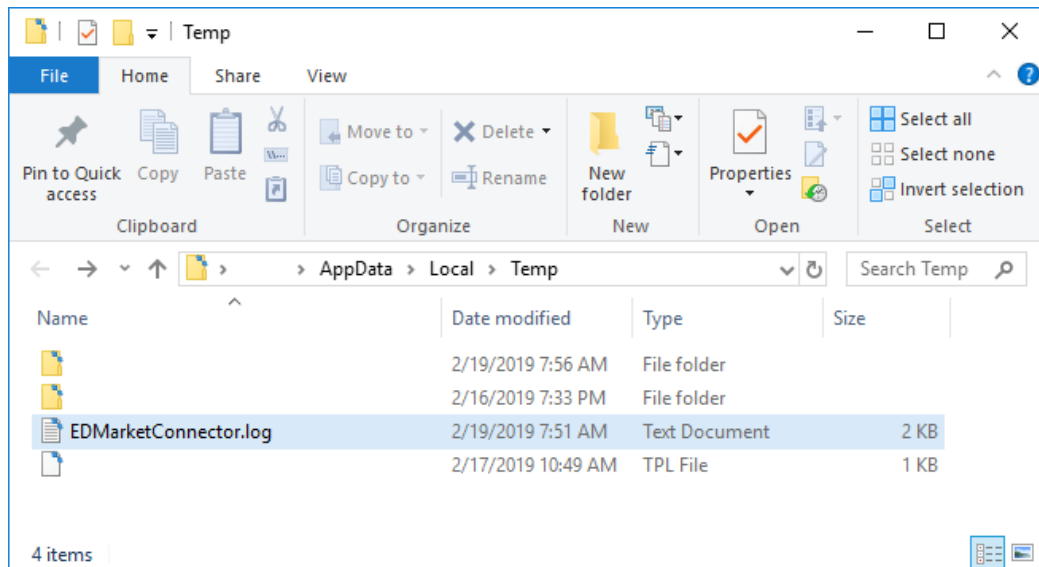 Temp
File Home Share View
Pin to Quick access
Copy
Paste
Move to
Copy to
Delete
Rename
New folder
Properties
Select all
Select none
Invert selection
Clipboard Organize New Open Select
AppData Local Temp
Search Temp
Name Date modified Type Size
2/19/2019 7:56 AM File folder
2/16/2019 7:33 PM File folder
EDMarketConnector.log 2/19/2019 7:51 AM Text Document 2 KB
2/17/2019 10:49 AM TPL File 1 KB
4 items